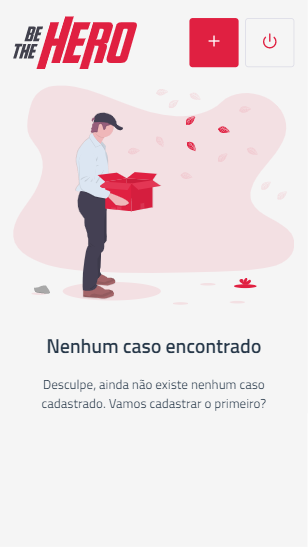 BE
THE HERO
Nenhum caso encontrado
Desculpe, ainda não existe nenhum caso
cadastrado. Vamos cadastrar o primeiro?